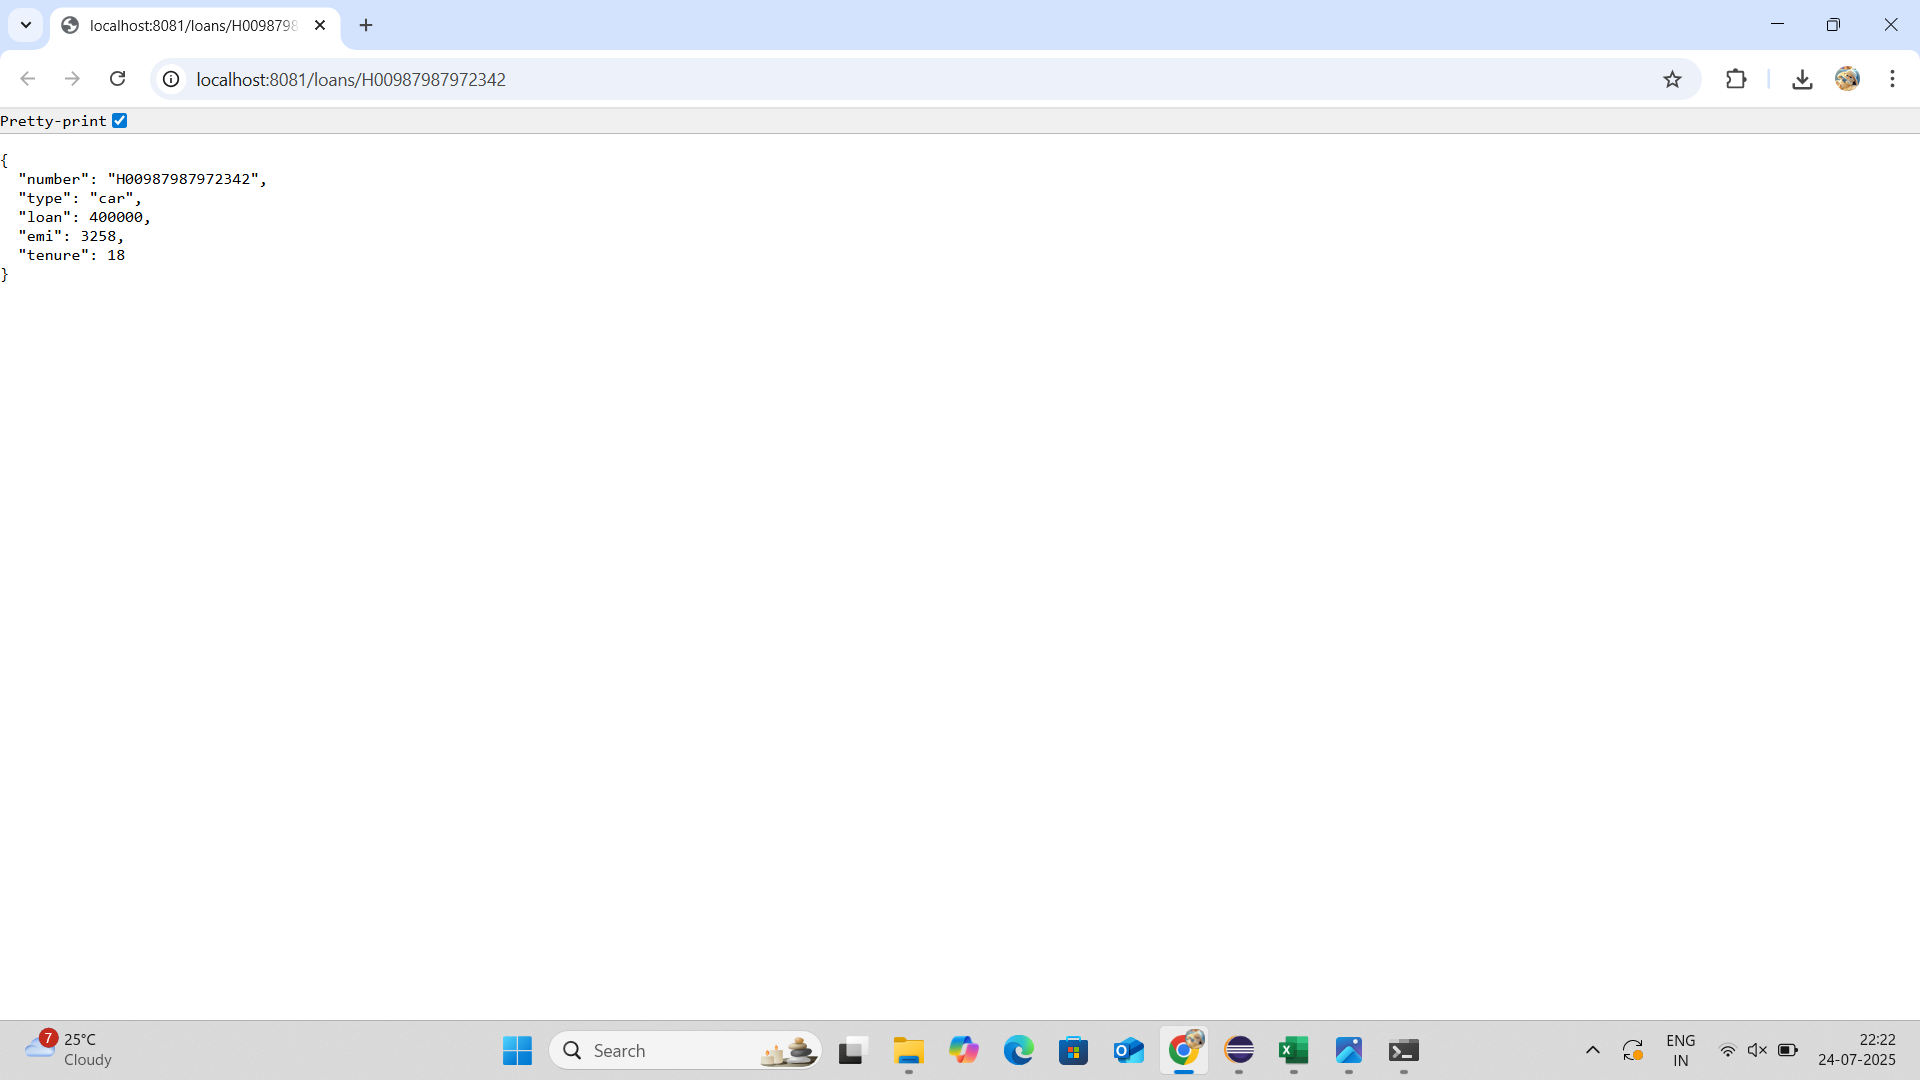 localhost:8081/loans/H0098798
localhost:8081/loans/H00987987972342
Pretty-print
{
"number": "H00987987972342",
"type": "car",
"loan": 400000,
"emi": 3258,
"tenure": 18
}
7
25°C
Cloudy
Search
ENG
IN
22:22
24-07-2025